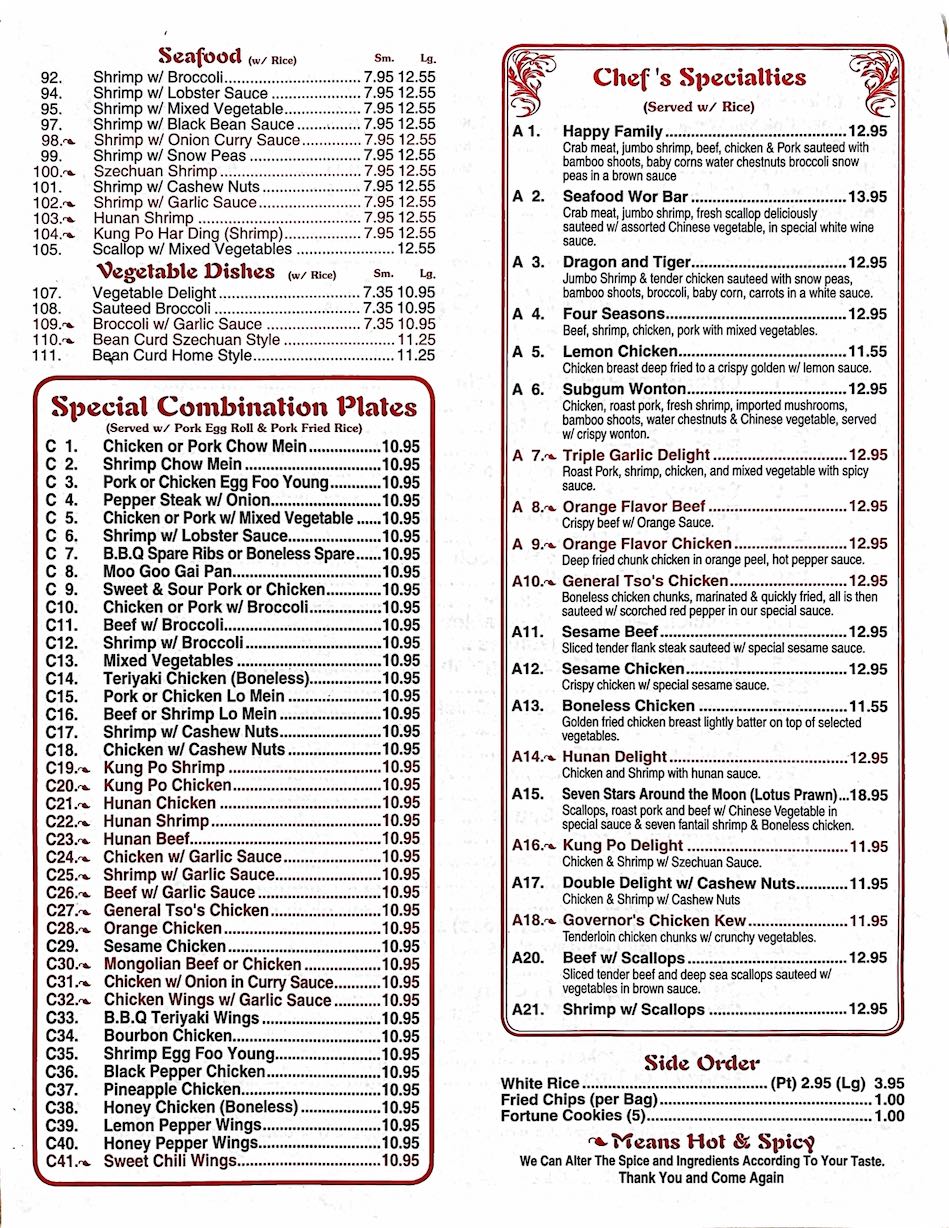 Seafood (w/ Rice) Sm. Lg.
92. Shrimp w/ Broccoli 7.95 12.55
94. Shrimp w/ Lobster Sauce 7.95 12.55
95. Shrimp w/ Mixed Vegetable 7.95 12.55
97. Shrimp w/ Black Bean Sauce 7.95 12.55
98. Shrimp w/ Onion Curry Sauce 7.95 12.55
99. Shrimp w/ Snow Peas 7.95 12.55
100. Szechuan Shrimp 7.95 12.55
101. Shrimp w/ Cashew Nuts 7.95 12.55
102. Shrimp w/ Garlic Sauce 7.95 12.55
103. Hunan Shrimp 7.95 12.55
104. Kung Po Har Ding (Shrimp) 7.95 12.55
105. Scallop w/ Mixed Vegetables 12.55
Vegetable Dishes (w/ Rice) Sm. Lg.
107. Vegetable Delight 7.35 10.95
108. Sauteed Broccoli 7.35 10.95
109. Broccoli w/ Garlic Sauce 7.35 10.95
110. Bean Curd Szechuan Style 11.25
111. Bean Curd Home Style 11.25
Special Combination Plates
(Served w/ Pork Egg Roll & Pork Fried Rice)
C 1. Chicken or Pork Chow Mein 10.95
C 2. Shrimp Chow Mein 10.95
C 3. Pork or Chicken Egg Foo Young 10.95
C 4. Pepper Steak w/ Onion 10.95
C 5. Chicken or Pork w/ Mixed Vegetable 10.95
C 6. Shrimp w/ Lobster Sauce 10.95
C 7. B.B.Q Spare Ribs or Boneless Spare 10.95
C 8. Moo Goo Gai Pan 10.95
C 9. Sweet & Sour Pork or Chicken 10.95
C10. Chicken or Pork w/ Broccoli 10.95
C11. Beef w/ Broccoli 10.95
C12. Shrimp w/ Broccoli 10.95
C13. Mixed Vegetables 10.95
C14. Teriyaki Chicken (Boneless) 10.95
C15. Pork or Chicken Lo Mein 10.95
C16. Beef or Shrimp Lo Mein 10.95
C17. Shrimp w/ Cashew Nuts 10.95
C18. Chicken w/ Cashew Nuts 10.95
C19. Kung Po Shrimp 10.95
C20. Kung Po Chicken 10.95
C21. Hunan Chicken 10.95
C22. Hunan Shrimp 10.95
C23. Hunan Beef 10.95
C24. Chicken w/ Garlic Sauce 10.95
C25. Shrimp w/ Garlic Sauce 10.95
C26. Beef w/ Garlic Sauce 10.95
C27. General Tso's Chicken 10.95
C28. Orange Chicken 10.95
C29. Sesame Chicken 10.95
C30. Mongolian Beef or Chicken 10.95
C31. Chicken w/ Onion in Curry Sauce 10.95
C32. Chicken Wings w/ Garlic Sauce 10.95
C33. B.B.Q Teriyaki Wings 10.95
C34. Bourbon Chicken 10.95
C35. Shrimp Egg Foo Young 10.95
C36. Black Pepper Chicken 10.95
C37. Pineapple Chicken 10.95
C38. Honey Chicken (Boneless) 10.95
C39. Lemon Pepper Wings 10.95
C40. Honey Pepper Wings 10.95
C41. Sweet Chili Wings 10.95
Chef's Specialties
(Served w/ Rice)
A 1. Happy Family 12.95
Crab meat, jumbo shrimp, beef, chicken & Pork sauteed with
bamboo shoots, baby corns water chestnuts broccoli snow
peas in a brown sauce
A 2. Seafood Wor Bar 13.95
Crab meat, jumbo shrimp, fresh scallop deliciously
sauteed w/ assorted Chinese vegetable, in special white wine
sauce.
A 3. Dragon and Tiger 12.95
Jumbo Shrimp & tender chicken sauteed with snow peas,
bamboo shoots, broccoli, baby corn, carrots in a white sauce.
A 4. Four Seasons 12.95
Beef, shrimp, chicken, pork with mixed vegetables.
A 5. Lemon Chicken 11.55
Chicken breast deep fried to a crispy golden w/ lemon sauce.
A 6. Subgum Wonton 12.95
Chicken, roast pork, fresh shrimp, imported mushrooms,
bamboo shoots, water chestnuts & Chinese vegetable, served
w/ crispy wonton.
A 7. Triple Garlic Delight 12.95
Roast Pork, shrimp, chicken, and mixed vegetable with spicy
sauce.
A 8. Orange Flavor Beef 12.95
Crispy beef w/ Orange Sauce.
A 9. Orange Flavor Chicken 12.95
Deep fried chunk chicken in orange peel, hot pepper sauce.
A10. General Tso's Chicken 12.95
Boneless chicken chunks, marinated & quickly fried, all is then
sauteed w/ scorched red pepper in our special sauce.
A11. Sesame Beef 12.95
Sliced tender flank steak sauteed w/ special sesame sauce.
A12. Sesame Chicken 12.95
Crispy chicken w/ special sesame sauce.
A13. Boneless Chicken 11.55
Golden fried chicken breast lightly batter on top of selected
vegetables.
A14. Hunan Delight 12.95
Chicken and Shrimp with hunan sauce.
A15. Seven Stars Around the Moon (Lotus Prawn) 18.95
Scallops, roast pork and beef w/ Chinese Vegetable in
special sauce & seven fantail shrimp & Boneless chicken.
A16. Kung Po Delight 11.95
Chicken & Shrimp w/ Szechuan Sauce.
A17. Double Delight w/ Cashew Nuts 11.95
Chicken & Shrimp w/ Cashew Nuts
A18. Governor's Chicken Kew 11.95
Tenderloin chicken chunks w/ crunchy vegetables.
A20. Beef w/ Scallops 12.95
Sliced tender beef and deep sea scallops sauteed w/
vegetables in brown sauce.
A21. Shrimp w/ Scallops 12.95
Side Order
White Rice (Pt) 2.95 (Lg) 3.95
Fried Chips (per Bag) 1.00
Fortune Cookies (5) 1.00
Means Hot & Spicy
We Can Alter The Spice and Ingredients According To Your Taste.
Thank You and Come Again